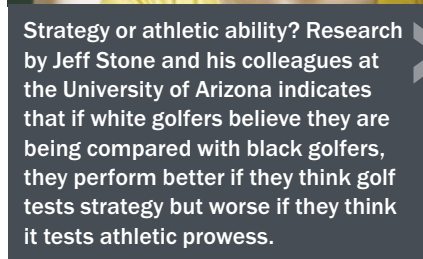 Strategy or athletic ability? Research
by Jeff Stone and his colleagues at
the University of Arizona indicates
that if white golfers believe they are
being compared with black golfers,
they perform better if they think golf
tests strategy but worse if they think
it tests athletic prowess.